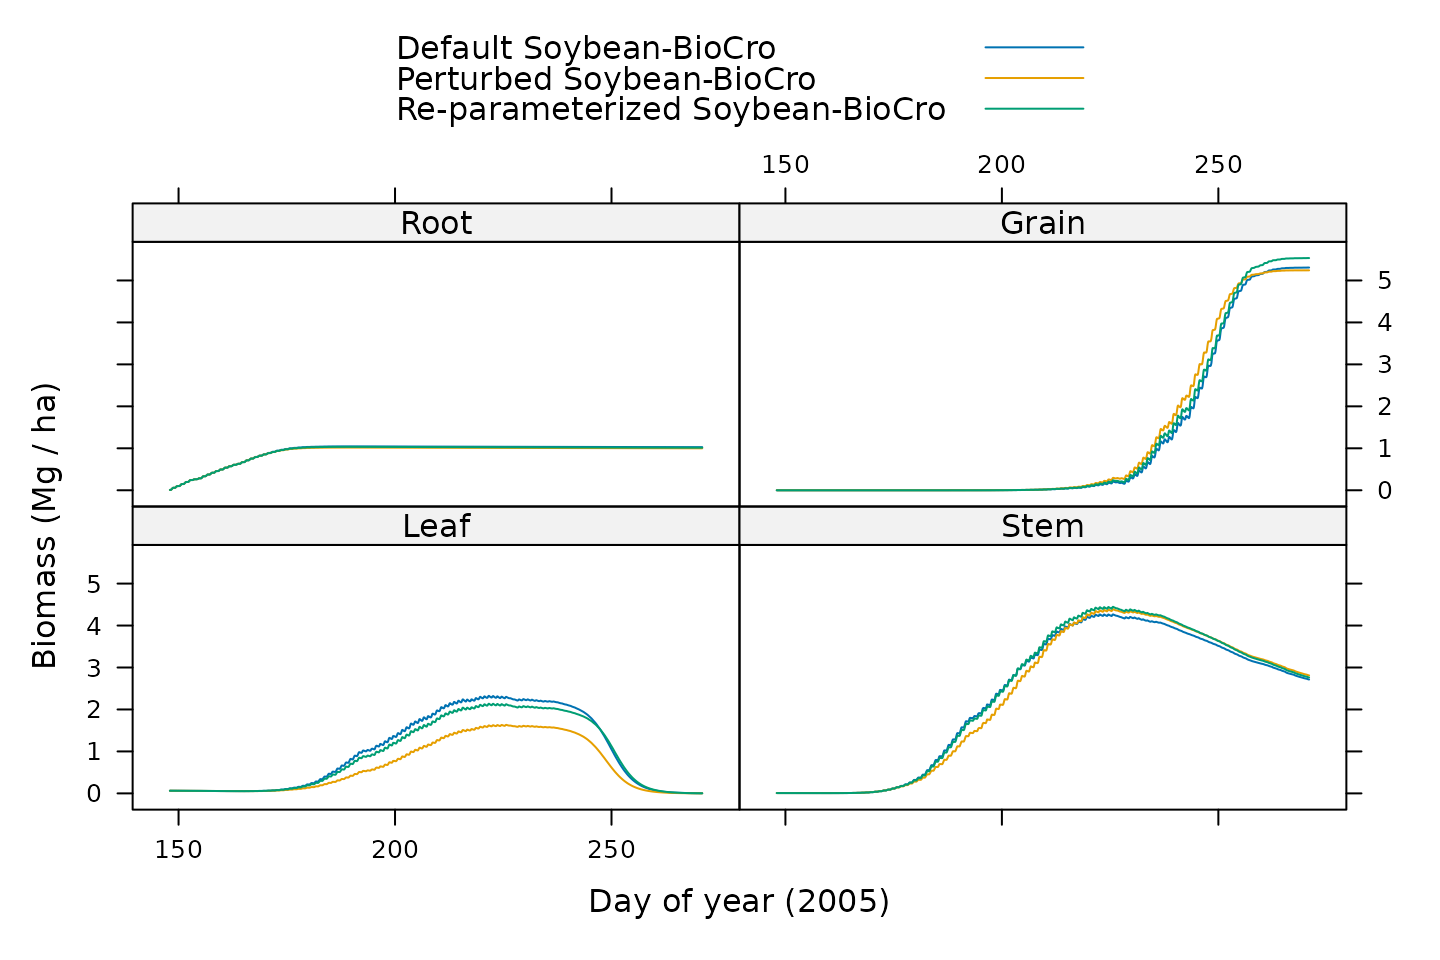 Default Soybean-BioCro
Perturbed Soybean-BioCro
Re-parameterized Soybean-BioCro
150 200 250
Root Grain
5
4
3
2
1
0
Leaf Stem
5
4
3
2
1
0
150 200 250
Biomass (Mg / ha)
Day of year (2005)